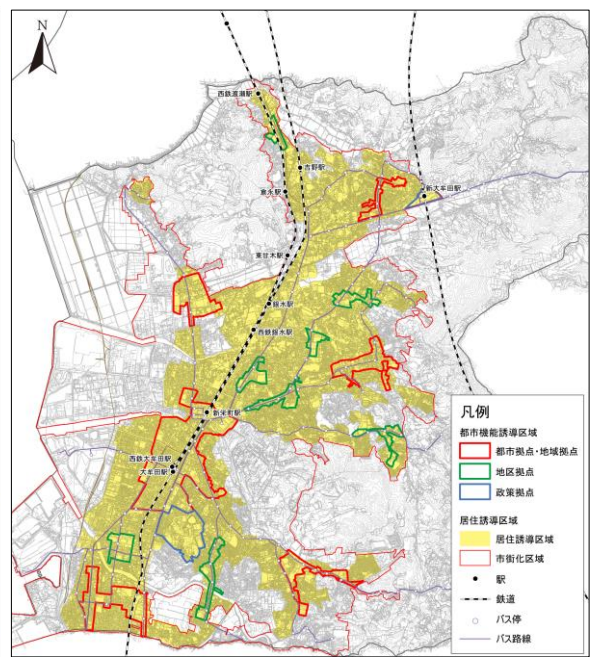 N
西鉄渡瀬駅
吉野駅
倉永駅
新大牟田駅
東甘木駅
銀水駅
西鉄銀水駅
新栄町駅
西鉄大牟田駅
大牟田駅
凡例
都市機能誘導区域
都市拠点・地域拠点
地区拠点
政策拠点
居住誘導区域
居住誘導区域
市街化区域
駅
鉄道
バス停
バス路線